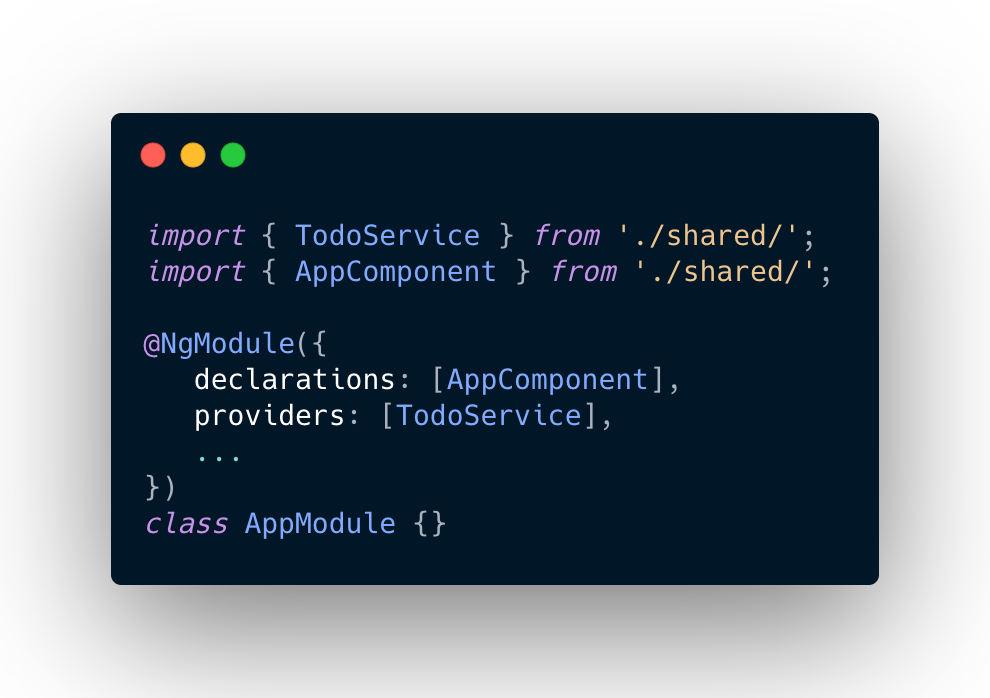 import { TodoService } from './shared/';
import { AppComponent } from './shared/';

@NgModule({
   declarations: [AppComponent],
   providers: [TodoService],
   ...
})
class AppModule {}